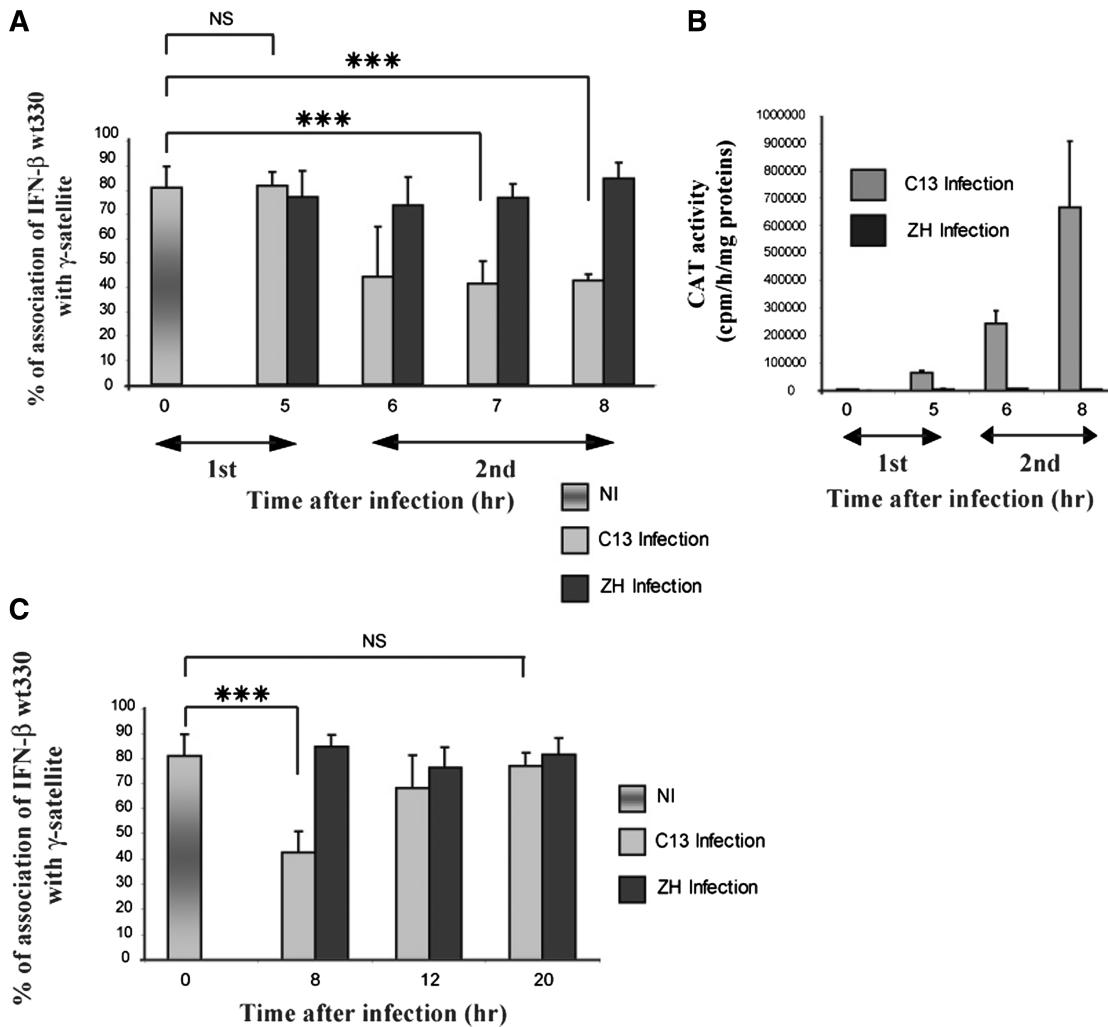 A
NS
***
***
% of association of IFN-β wt330
with γ-satellite
100
90
80
70
60
50
40
30
20
10
0
0 5 6 7 8
1st 2nd
Time after infection (hr)
NI
C13 Infection
ZH Infection
B
CAT activity
(cpm/h/mg proteins)
1000000
900000
800000
700000
600000
500000
400000
300000
200000
100000
0
C13 Infection
ZH Infection
0 5 6 8
1st 2nd
Time after infection (hr)
C
NS
***
% of association of IFN-β wt330
with γ-satellite
100
90
80
70
60
50
40
30
20
10
0
0 8 12 20
Time after infection (hr)
NI
C13 Infection
ZH Infection